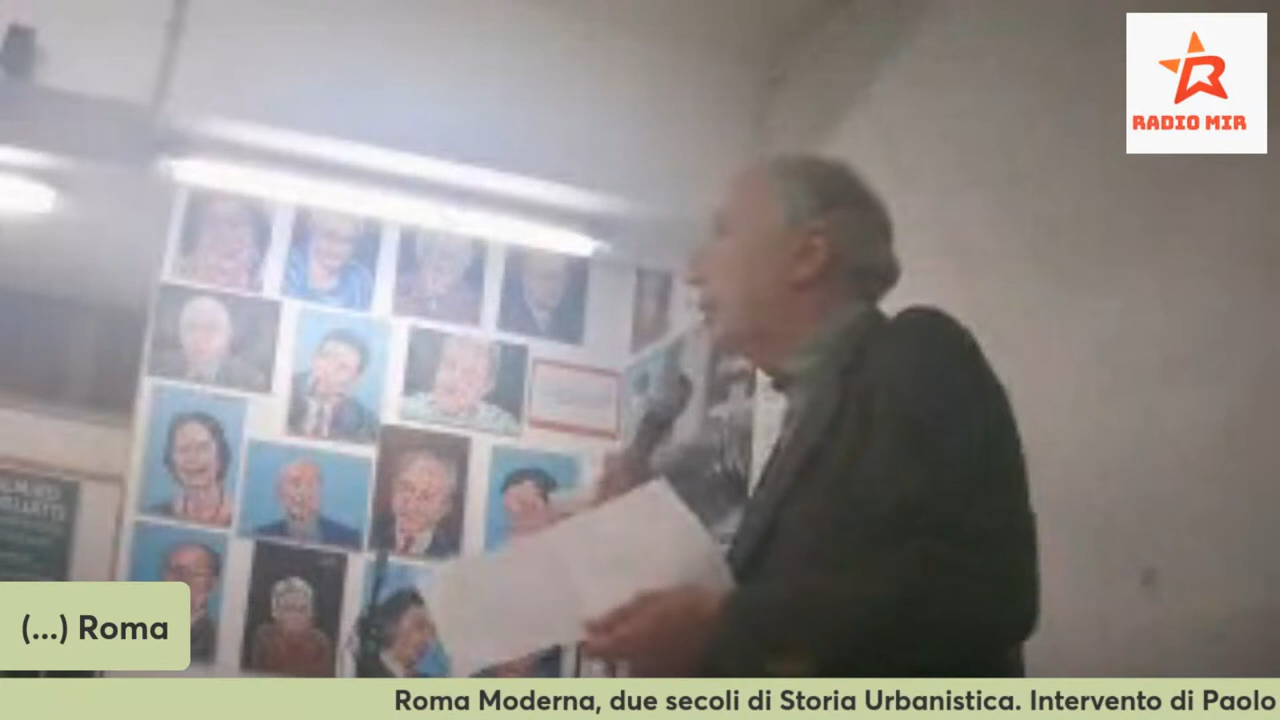 RADIO MIR
(...) Roma
Roma Moderna, due secoli di Storia Urbanistica. Intervento di Paolo